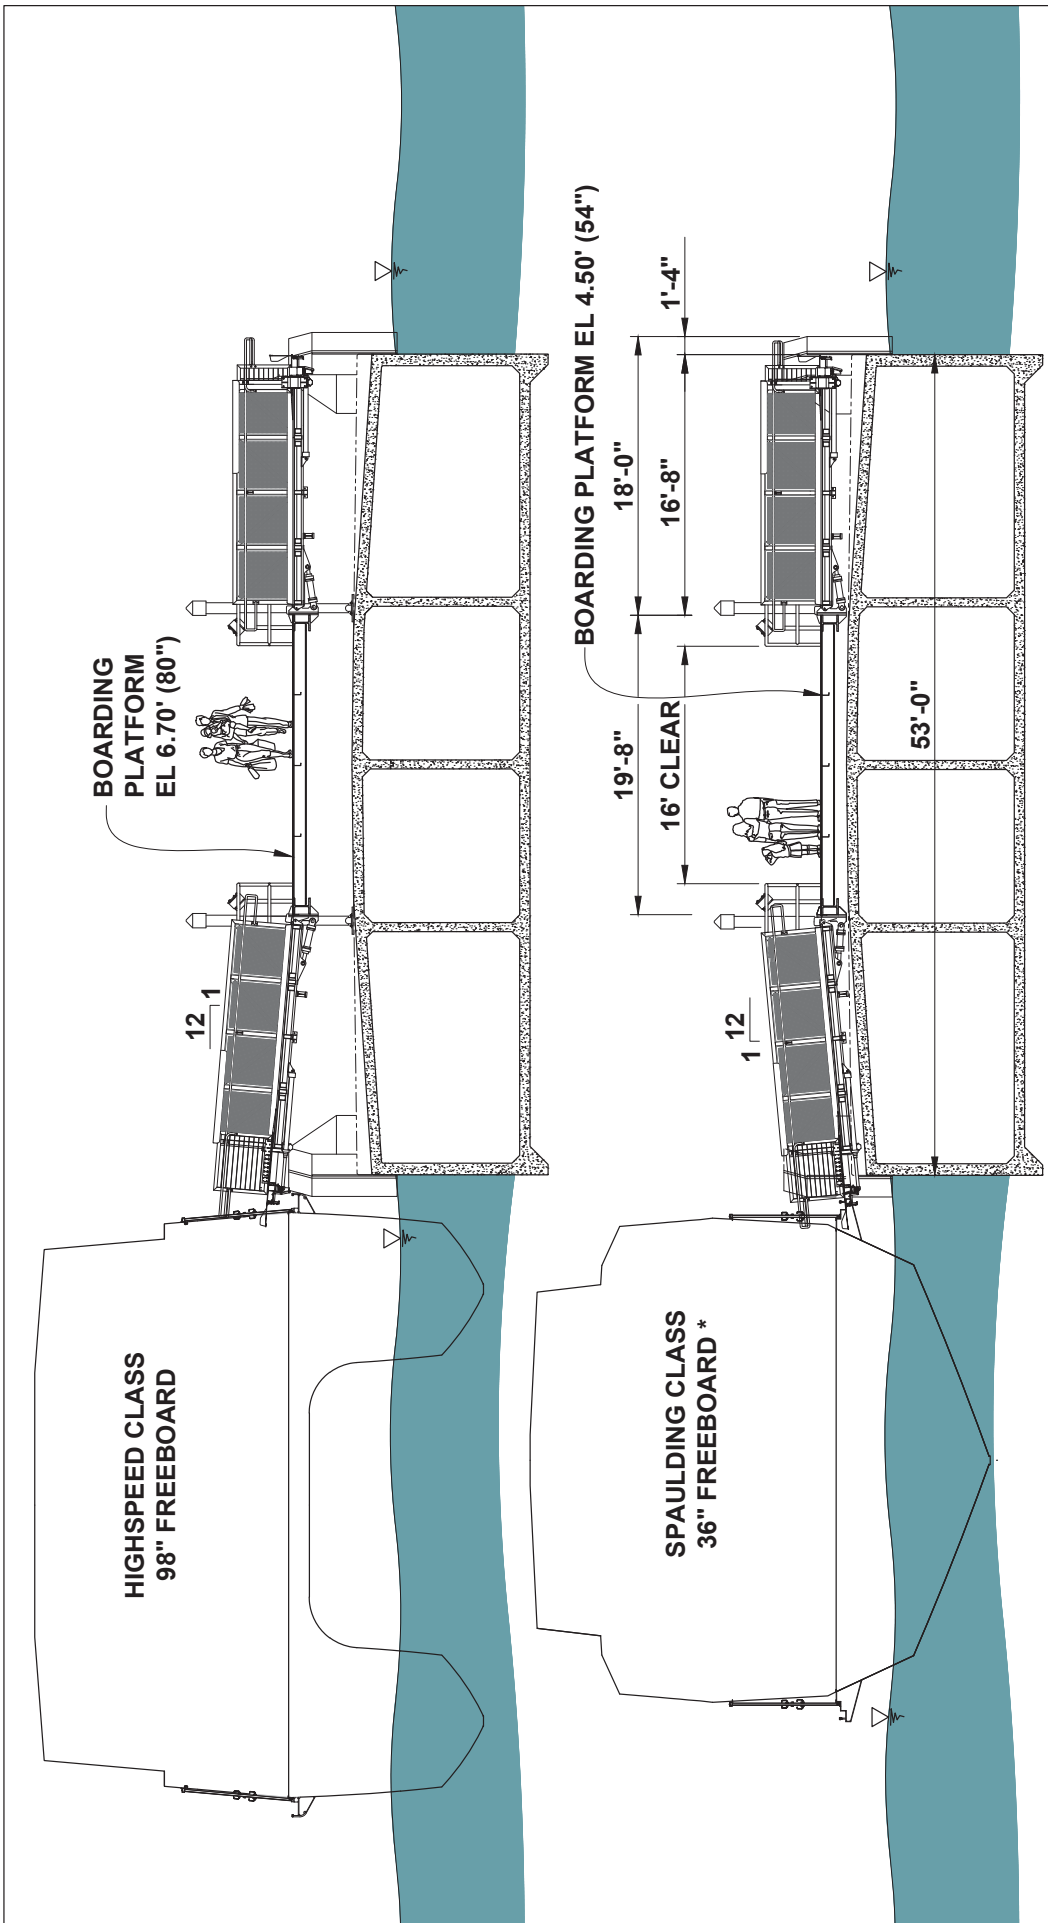 HIGHSPEED CLASS
98" FREEBOARD
12
1
BOARDING
PLATFORM
EL 6.70' (80")
SPAULDING CLASS
36" FREEBOARD *
1
12
BOARDING PLATFORM EL 4.50' (54")
19'-8"
18'-0"
16' CLEAR
16'-8"
1'-4"
53'-0"